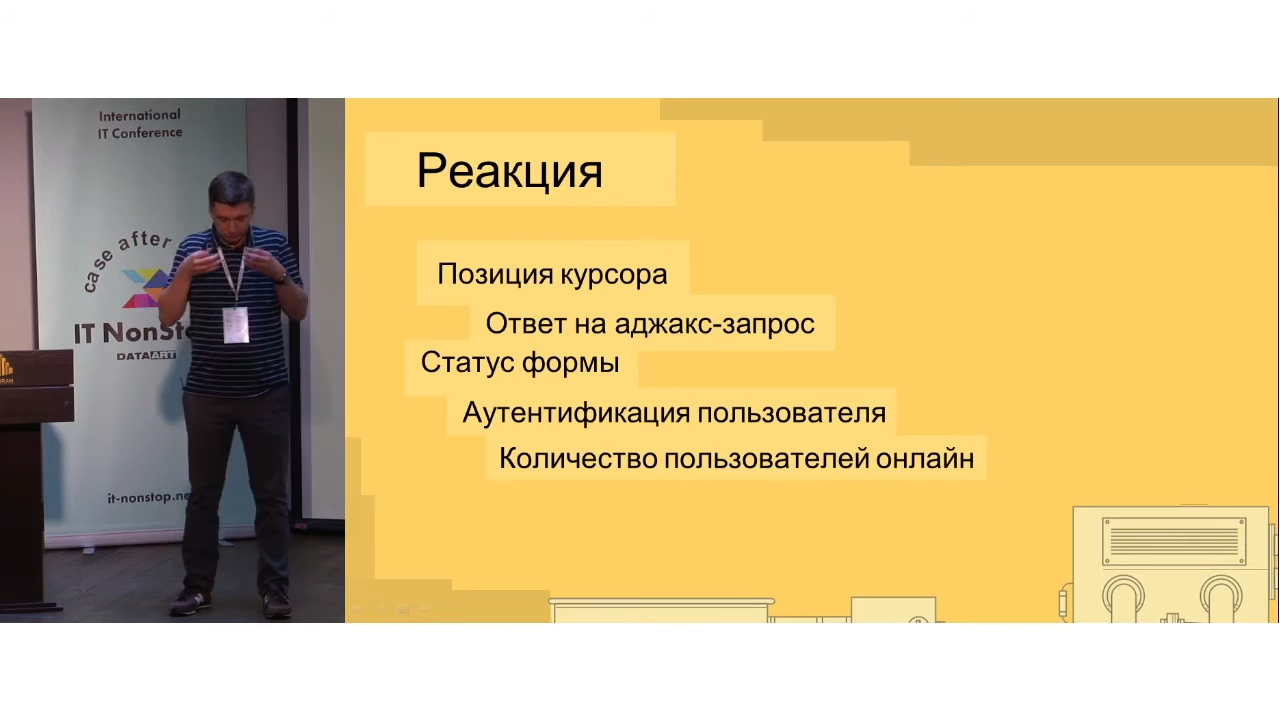 International
IT Conference
case after
IT NonSto
DATAART
it-nonstop.ne
Реакция
Позиция курсора
Ответ на аджакс-запрос
Статус формы
Аутентификация пользователя
Количество пользователей онлайн